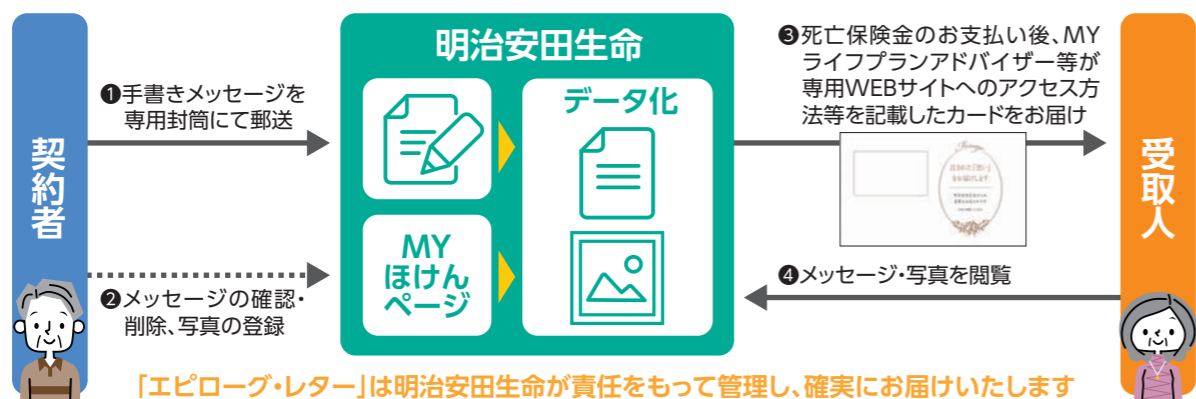 契約者
❶手書きメッセージを
専用封筒にて郵送
❷メッセージの確認・
削除、写真の登録
明治安田生命
データ化
MY
ほけん
ページ
❸死亡保険金のお支払い後、MY
ライフプランアドバイザー等が
専用WEBサイトへのアクセス方
法等を記載したカードをお届け
❹メッセージ・写真を閲覧
受取人
「エピローグ・レター」は明治安田生命が責任をもって管理し、確実にお届けいたします